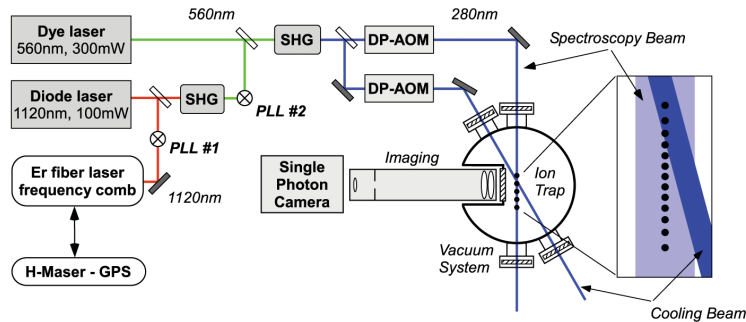 560nm
280nm
Dye laser
560nm, 300mW
SHG
DP-AOM
Spectroscopy Beam
Diode laser
1120nm, 100mW
SHG
DP-AOM
PLL #2
PLL #1
Imaging
Ion
Trap
Single
Photon
Camera
Er fiber laser
frequency comb
1120nm
Vacuum
System
H-Maser - GPS
Cooling Beam